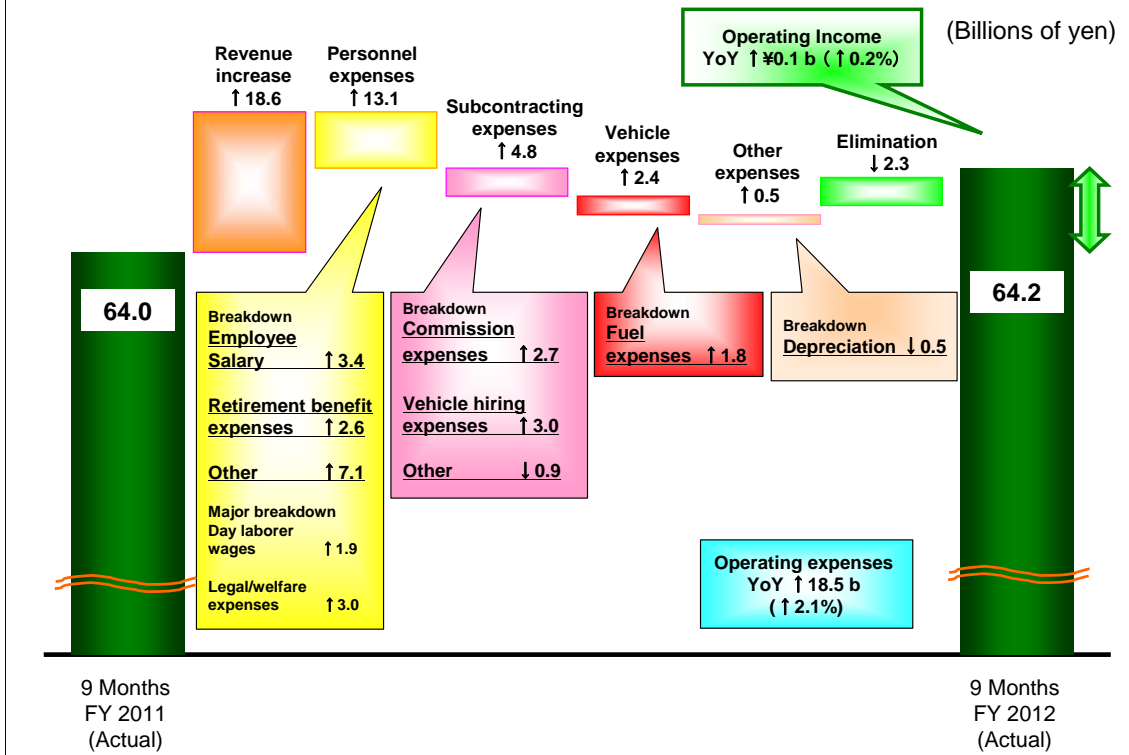 (Billions of yen)
Operating Income
YoY ↑¥0.1 b (↑0.2%)
Revenue
increase
↑18.6
Personnel
expenses
↑13.1
Subcontracting
expenses
↑4.8
Vehicle
expenses
↑2.4
Other
expenses
↑0.5
Elimination
↓2.3
64.0
64.2
Breakdown
Employee
Salary ↑3.4
Retirement benefit
expenses ↑2.6
Other ↑7.1
Major breakdown
Day laborer
wages ↑1.9
Legal/welfare
expenses ↑3.0
Breakdown
Commission
expenses ↑2.7
Vehicle hiring
expenses ↑3.0
Other ↓0.9
Breakdown
Fuel
expenses ↑1.8
Breakdown
Depreciation ↓0.5
Operating expenses
YoY ↑18.5 b
(↑2.1%)
9 Months
FY 2011
(Actual)
9 Months
FY 2012
(Actual)